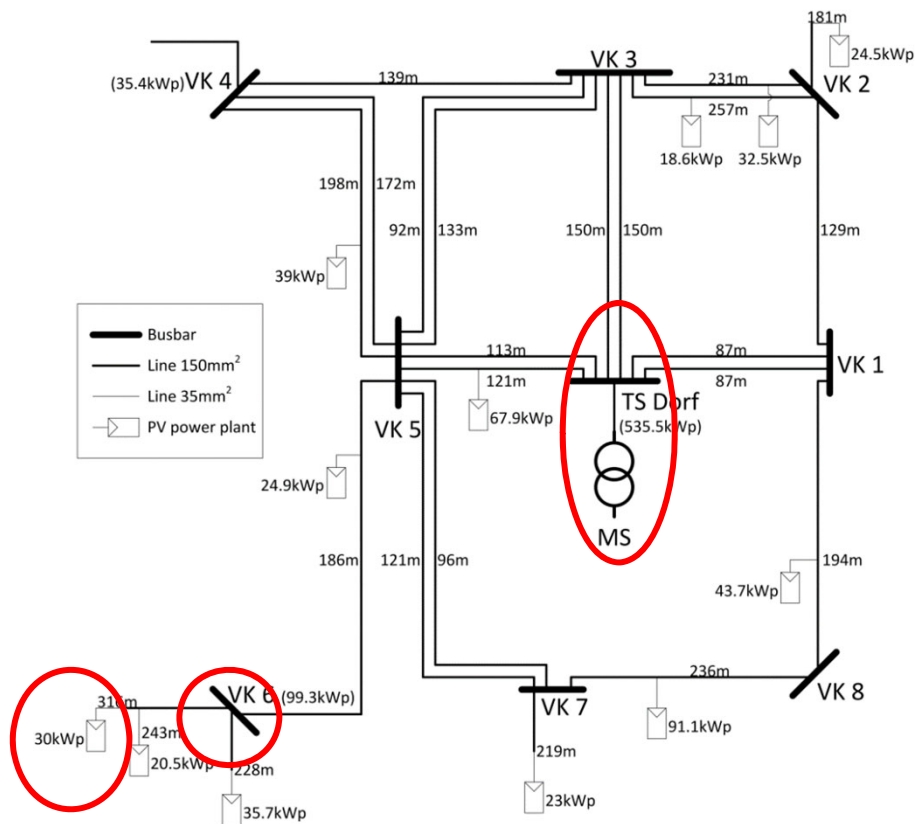 181m
24.5kWp
VK 3
(35.4kWp)
VK 4
139m
231m
VK 2
257m
18.6kWp
32.5kWp
198m
172m
92m
133m
150m
150m
129m
39kWp
Busbar
Line 150mm²
Line 35mm²
PV power plant
113m
87m
VK 1
121m
87m
TS Dorf
(535.5kWp)
67.9kWp
VK 5
24.9kWp
MS
186m
121m
96m
194m
43.7kWp
VK 6
(99.3kWp)
316m
236m
VK 8
VK 7
30kWp
243m
91.1kWp
20.5kWp
228m
219m
35.7kWp
23kWp